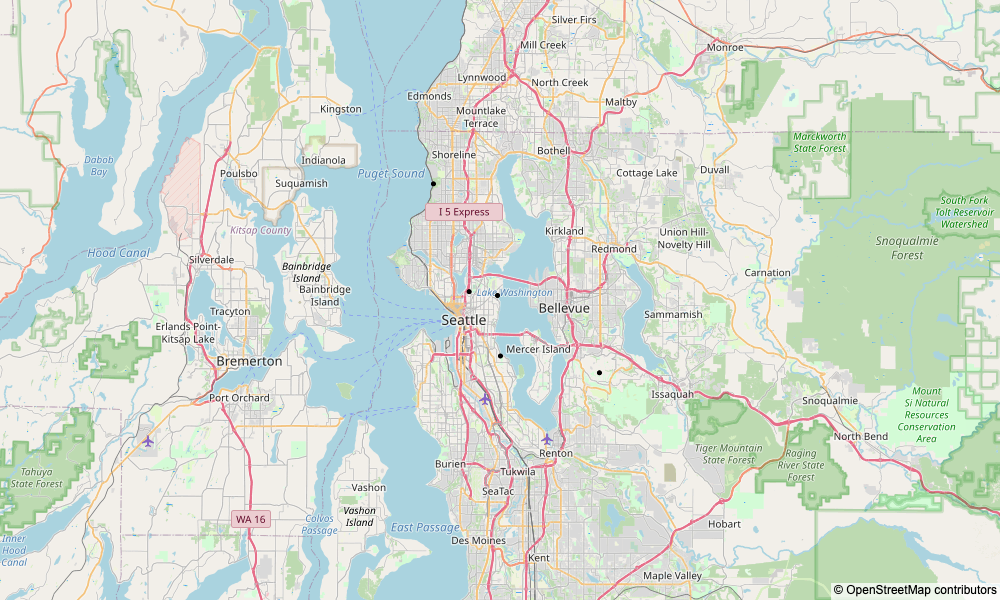 Silver Firs
Mill Creek
Monroe
Lynnwood
North Creek
Edmonds
Maltby
Kingston
Mountlake
Terrace
Marckworth
State Forest
Bothell
Shoreline
Dabob
Bay
Indianola
Poulsbo
Puget Sound
Cottage Lake
Duvall
Suquamish
South Fork
Tolt Reservoir
Watershed
I 5 Express
Kitsap County
Kirkland
Union Hill-
Novelty Hill
Redmond
Snoqualmie
Forest
Hood Canal
Silverdale
Bainbridge
Island
Carnation
Bainbridge
Island
Lake Washington
Tracyton
Bellevue
Sammamish
Seattle
Erlands Point-
Kitsap Lake
Mercer Island
Bremerton
Issaquah
Mount
Si Natural
Resources
Conservation
Area
Port Orchard
Snoqualmie
North Bend
Tiger Mountain
State Forest
Raging
River State
Forest
Renton
Burien
Tukwila
Tahuya
State Forest
Vashon
SeaTac
Vashon
Island
WA 16
Colvos
Passage
East Passage
Hobart
Des Moines
Inner
Hood
Canal
Kent
Maple Valley
© OpenStreetMap contributors